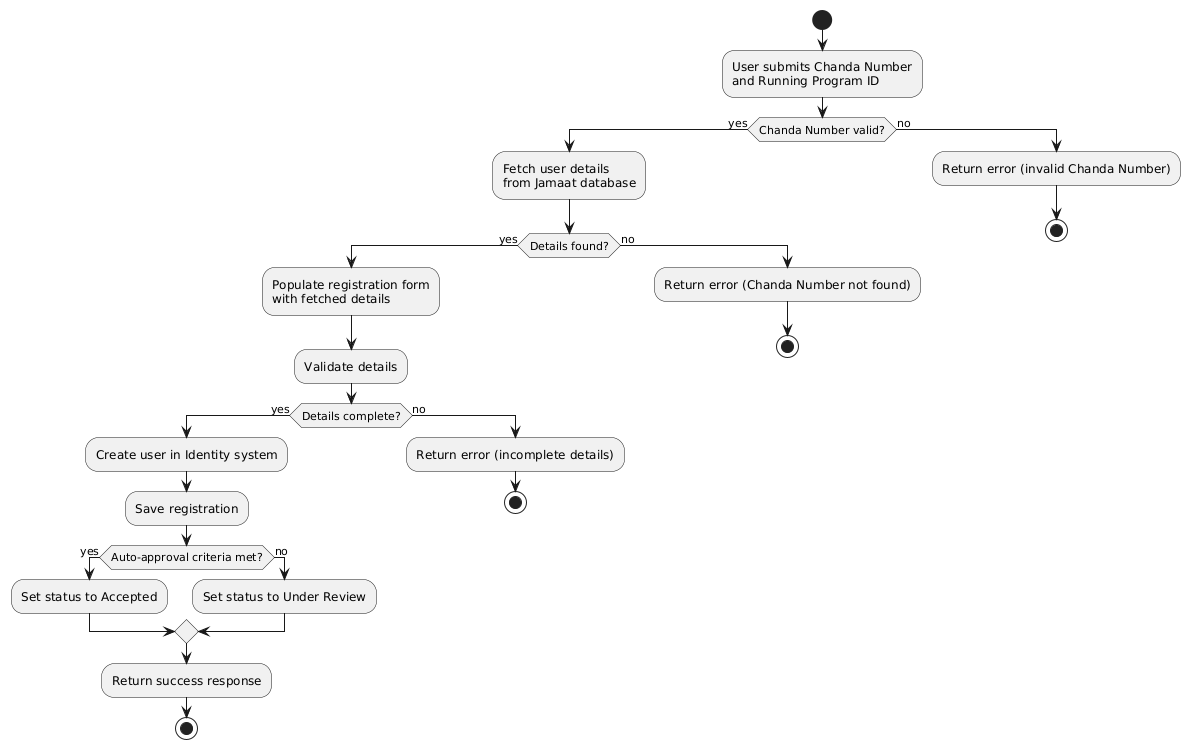 User submits Chanda Number
and Running Program ID
yes
Chanda Number valid?
no
Fetch user details
from Jamaat database
Return error (invalid Chanda Number)
yes
Details found?
no
Populate registration form
with fetched details
Return error (Chanda Number not found)
Validate details
yes
Details complete?
no
Create user in Identity system
Return error (incomplete details)
Save registration
yes
Auto-approval criteria met?
no
Set status to Accepted
Set status to Under Review
Return success response